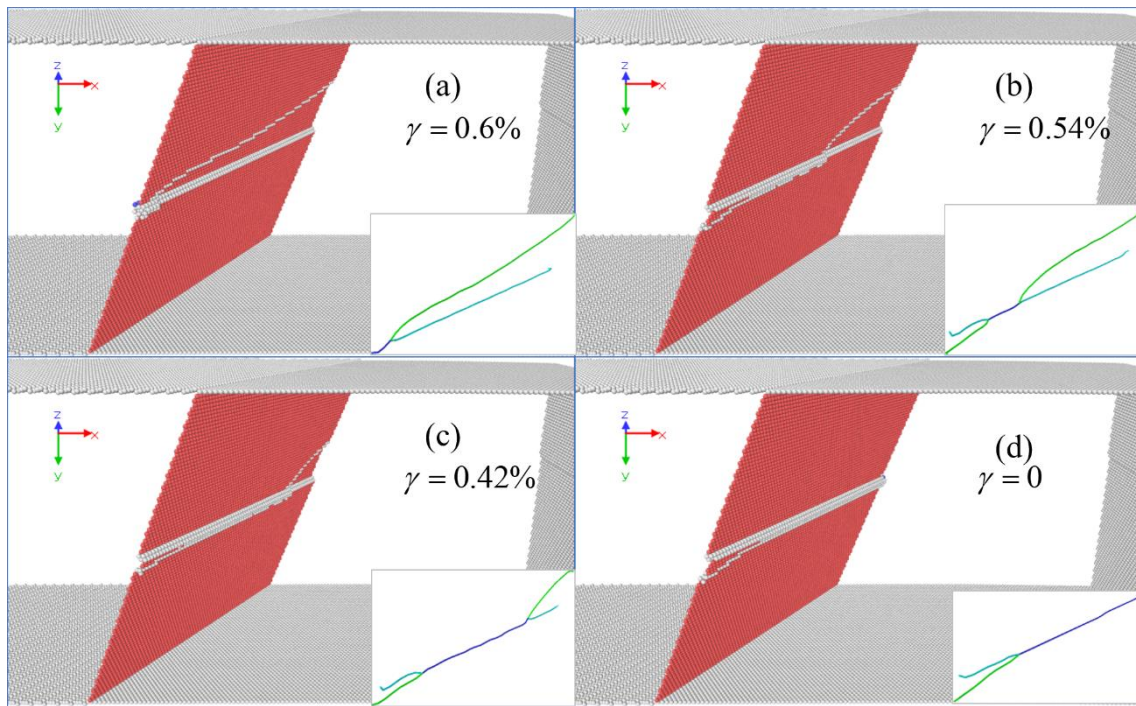 z
x
y
(a)
γ = 0.6%
z
x
y
(b)
γ = 0.54%
z
x
y
(c)
γ = 0.42%
z
x
y
(d)
γ = 0